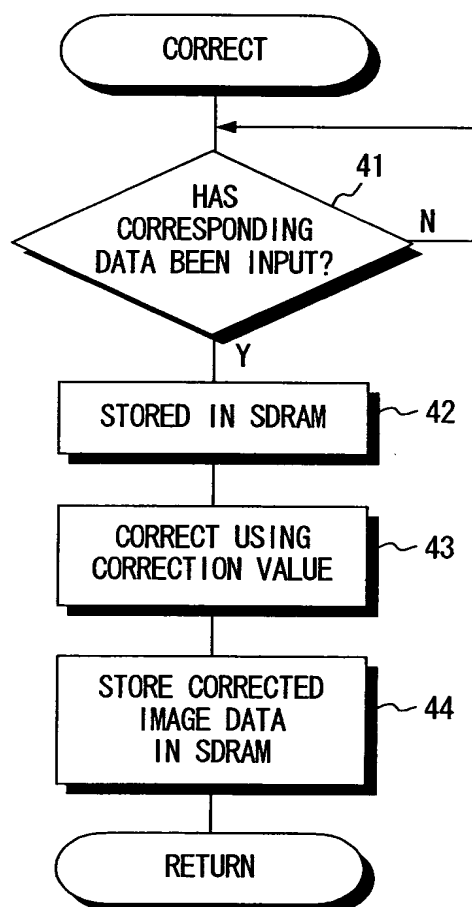 CORRECT
41
HAS
CORRESPONDING
DATA BEEN INPUT?
N
Y
STORED IN SDRAM
42
CORRECT USING
CORRECTION VALUE
43
STORE CORRECTED
IMAGE DATA
IN SDRAM
44
RETURN